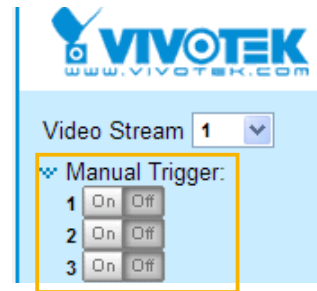 VIVOTEK
www.vivotek.com
Video Stream 1
Manual Trigger:
1 On Off
2 On Off
3 On Off